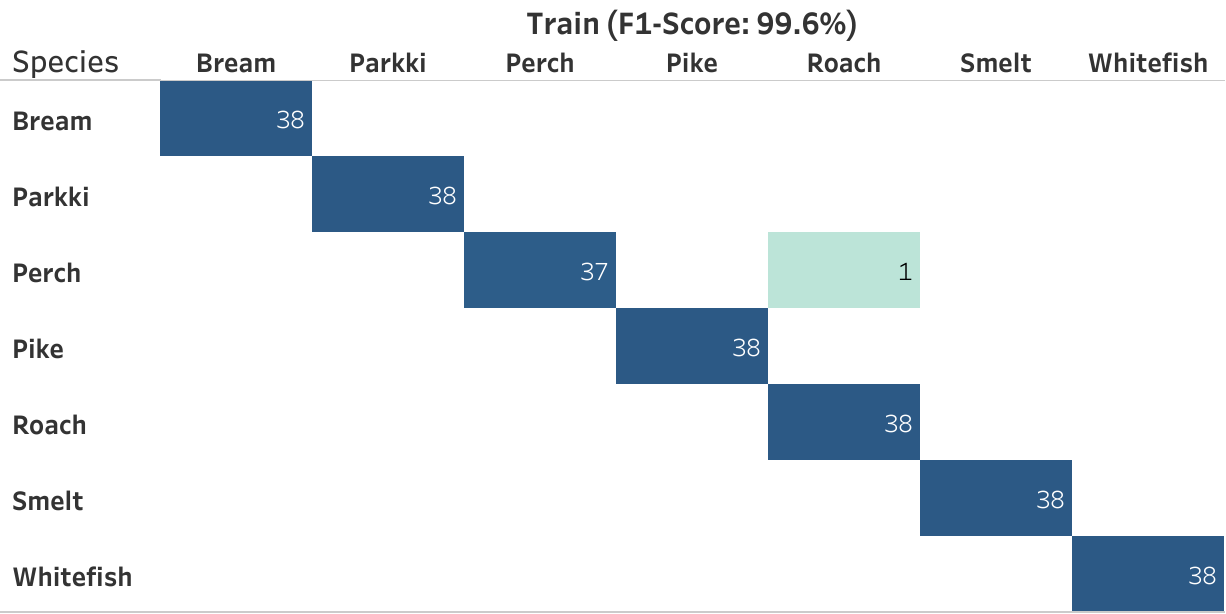 Train (F1-Score: 99.6%)
Species Bream Parkki Perch Pike Roach Smelt Whitefish
Bream 38
Parkki 38
Perch 37 1
Pike 38
Roach 38
Smelt 38
Whitefish 38